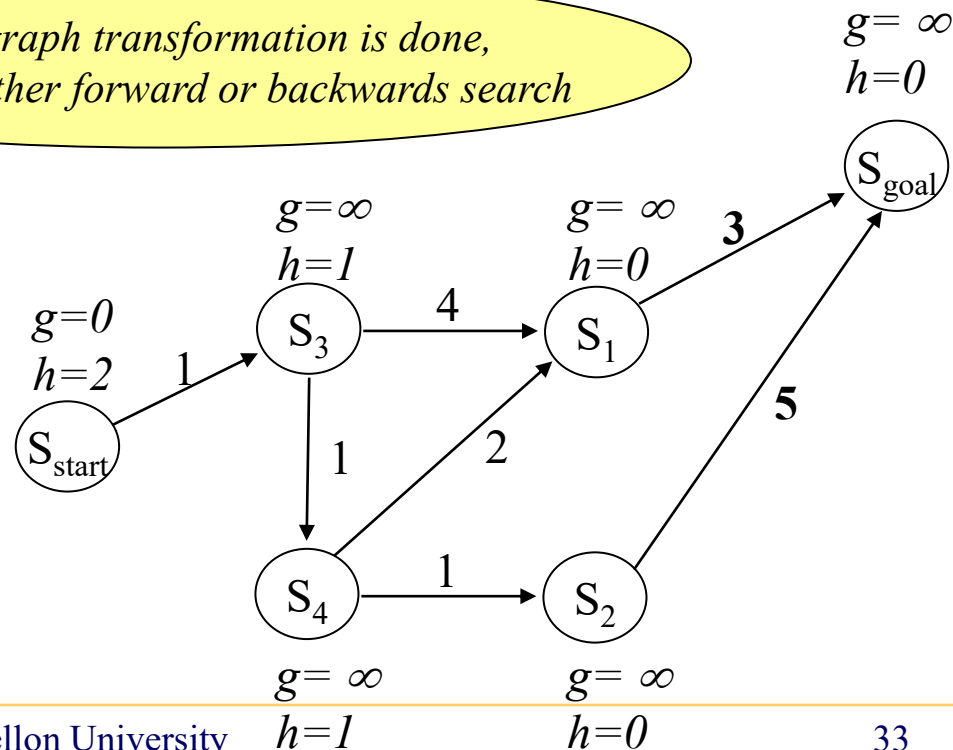 raph transformation is done,
ther forward or backwards search
g= ∞
h=0
S_goal
g=∞
h=1
S_3
g= ∞
h=0
S_1
g=0
h=2
S_start
1
4
3
1
2
5
S_4
1
S_2
g= ∞
h=1
g= ∞
h=0
ellon University
33